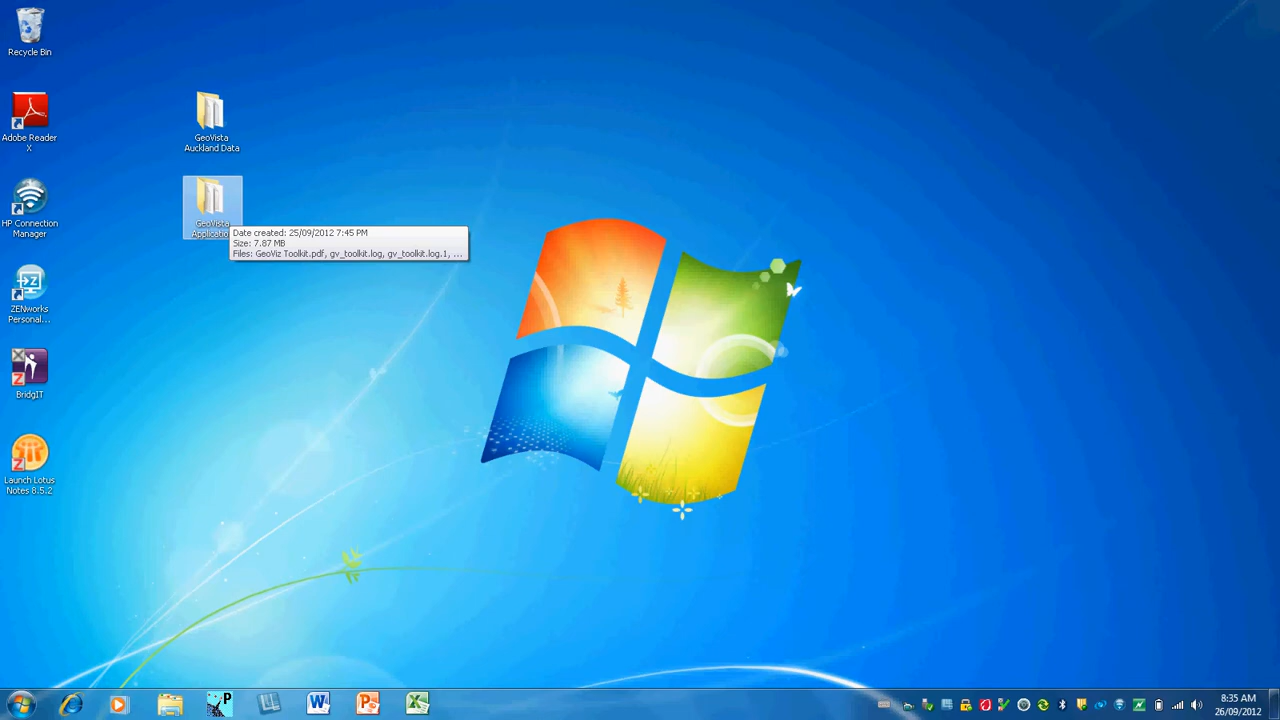 Recycle Bin
Adobe Reader
X
HP Connection
Manager
ZENworks
Personal...
BridgIT
Launch Lotus
Notes 8.5.2
GeoVista
Auckland Data
GeoVista
Applicatio
Date created: 25/09/2012 7:45 PM
Size: 7.87 MB
Files: GeoViz Toolkit.pdf, gv_toolkit.log, gv_toolkit.log.1, ...
8:35 AM
26/09/2012